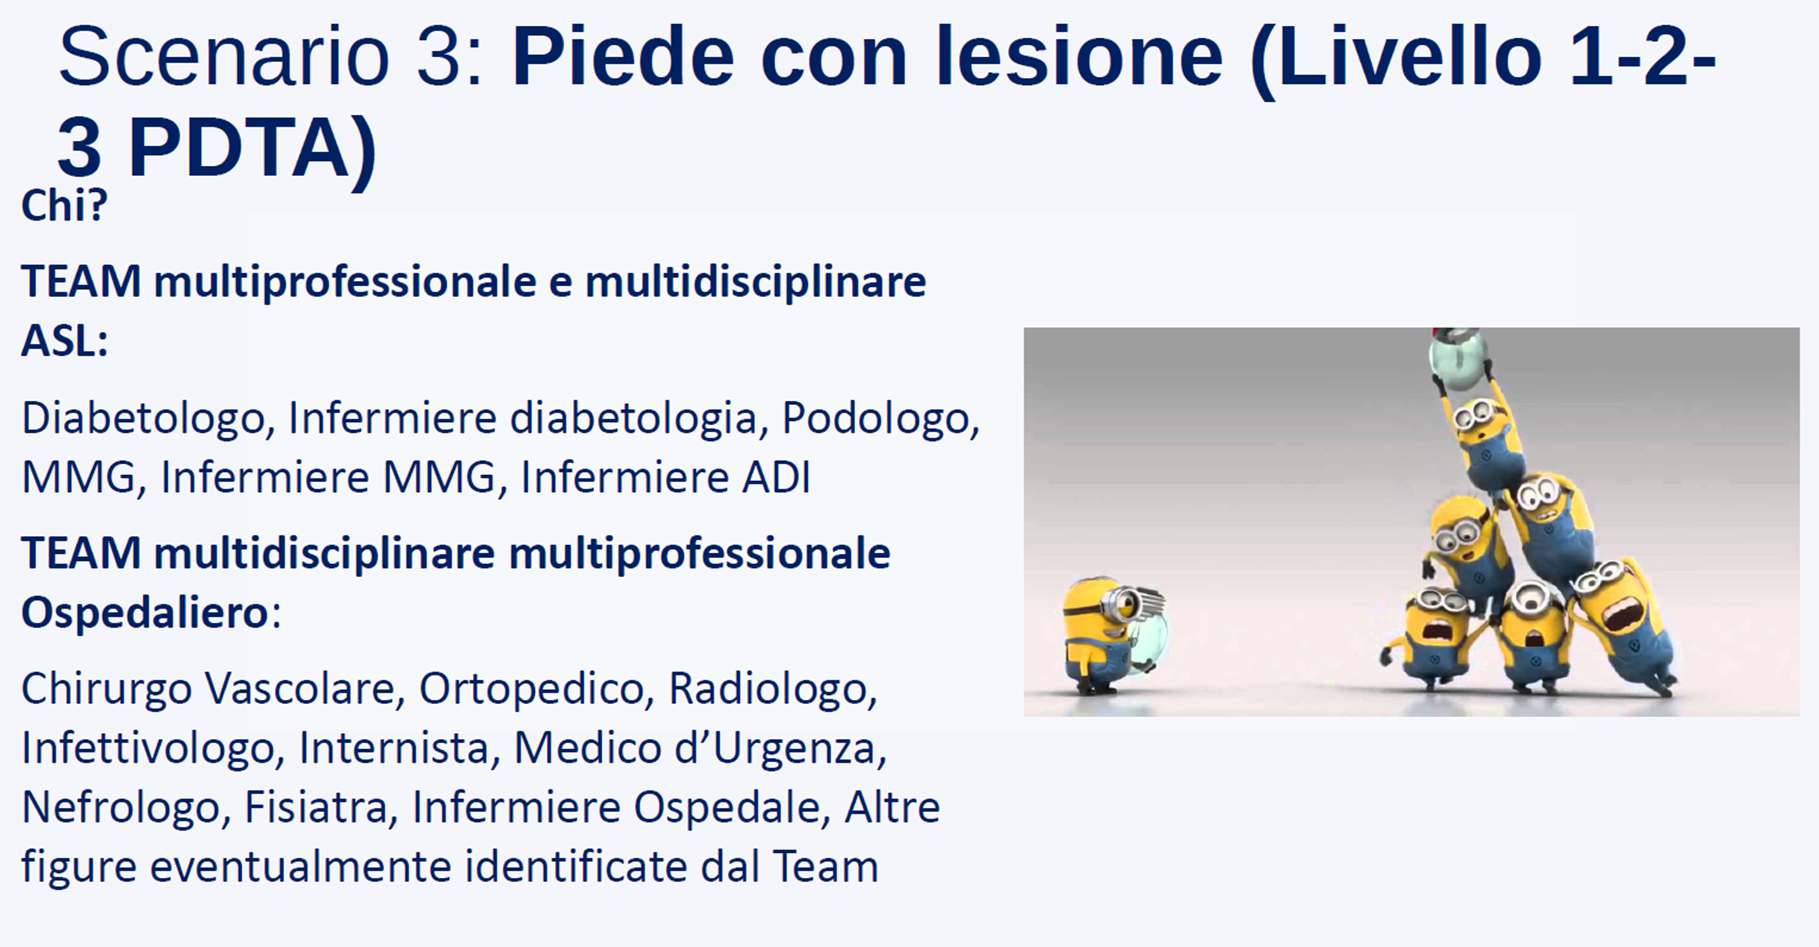 Scenario 3: Piede con lesione (Livello 1-2-
3 PDTA)
Chi?
TEAM multiprofessionale e multidisciplinare
ASL:
Diabetologo, Infermiere diabetologia, Podologo,
MMG, Infermiere MMG, Infermiere ADI
TEAM multidisciplinare multiprofessionale
Ospedaliero:
Chirurgo Vascolare, Ortopedico, Radiologo,
Infettivologo, Internista, Medico d’Urgenza,
Nefrologo, Fisiatra, Infermiere Ospedale, Altre
figure eventualmente identificate dal Team